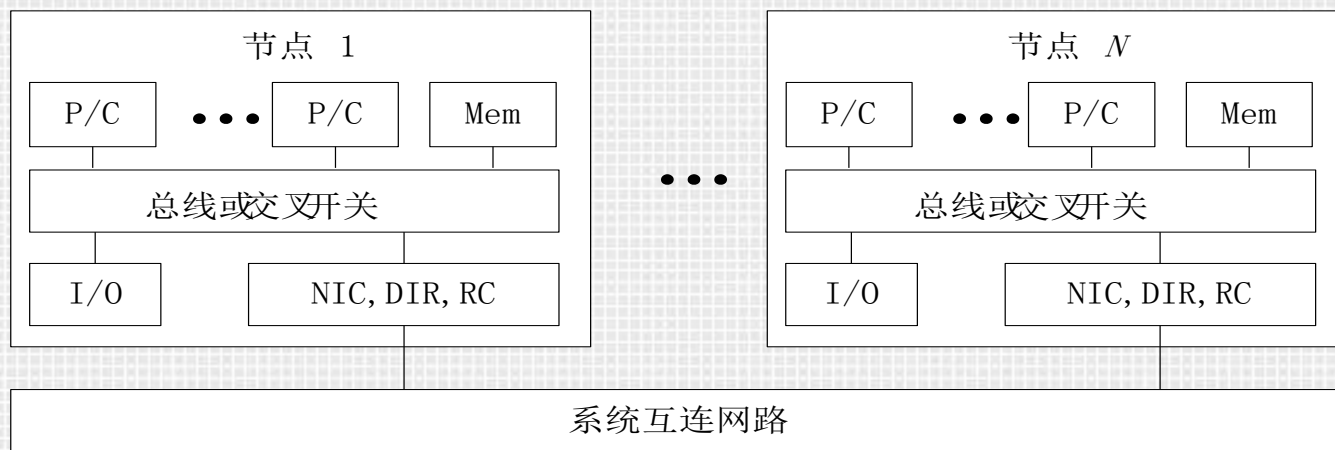 节点 1
节点 N
P/C
P/C
Mem
P/C
P/C
Mem
总线或交叉开关
总线或交叉开关
I/O
NIC,DIR,RC
I/O
NIC,DIR,RC
系统互连网路